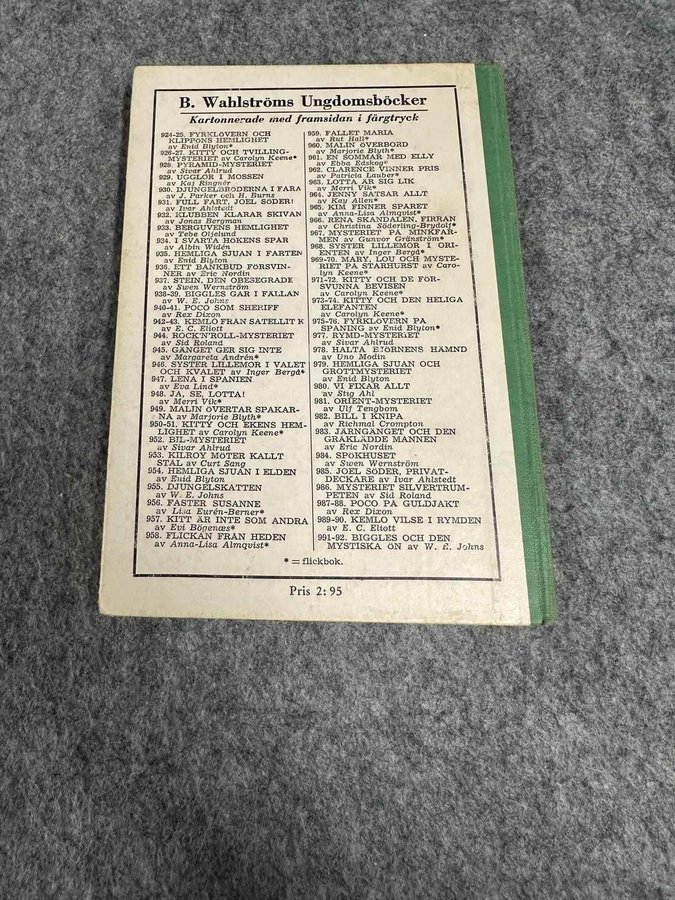 B. Wahlströms Ungdomsböcker
Kartonnerade med framsidan i färgtryck
924-25. FYRKLÖVERN OCH
KLIPPÖNS HEMLIGHET
av Enid Blyton*
926-27. KITTY OCH TVILLING-
MYSTERIET av Carolyn Keene*
928. PYRAMID-MYSTERIET
av Sivar Ahlrud
929. UGGLOR I MOSSEN
av Kaj Ringnér
930. DJUNGELBRÖDERNA I FARA
av J. Parker och H. Burns
931. FULL FART, JOEL SÖDER!
av Ivar Ahlstedt
932. KLUBBEN KLARAR SKIVAN
av Jonas Bergman
933. BERGUVENS HEMLIGHET
av Tebe Oljelund
934. I SVARTA HÖKENS SPÅR
av Albin Widén
935. HEMLIGA SJUAN I FARTEN
av Enid Blyton
936. ETT BANKBUD FÖRSVIN-
NER av Eric Nordin
937. STEIN, DEN OBESEGRADE
av Swen Wernström
938-39. BIGGLES GÅR I FÄLLAN
av W. E. Johns
940-41. POCO SOM SHERIFF
av Rex Dixon
942-43. KEMLO FRÅN SATELLIT K
av E. C. Eliott
944. ROCK'N'ROLL-MYSTERIET
av Sid Roland
945. GÄNGET GER SIG INTE
av Margareta Andrén*
946. SYSTER LILLEMOR I VALET
OCH KVALET av Inger Bergå*
947. LENA I SPANIEN
av Eva Lind*
948. JA, SE, LOTTA!
av Merri Vik*
949. MALIN ÖVERTAR SPAKAR-
NA av Marjorie Blyth*
950-51. KITTY OCH EKENS HEM-
LIGHET av Carolyn Keene*
952. BIL-MYSTERIET
av Sivar Ahlrud
953. KILROY MÖTER KALLT
STÅL av Curt Sang
954. HEMLIGA SJUAN I ELDEN
av Enid Blyton
955. DJUNGELSKATTEN
av W. E. Johns
956. FASTER SUSANNE
av Lisa Eurén-Berner*
957. KITT ÄR INTE SOM ANDRA
av Evi Bögenæs*
958. FLICKAN FRÅN HEDEN
av Anna-Lisa Almqvist*
959. FALLET MARIA
av Rut Hall*
960. MALIN ÖVERBORD
av Marjorie Blyth*
961. EN SOMMAR MED ELLY
av Ebba Edskog*
962. CLARENCE VINNER PRIS
av Patricia Lauber*
963. LOTTA ÄR SIG LIK
av Merri Vik*
964. JENNY SÄTSAR ALLT
av Kay Allen*
965. KIM FINNER SPÅRET
av Anna-Lisa Almqvist*
966. RENA SKANDALEN, FIRRAN
av Christina Söderling-Brydolf*
967. MYSTERIET PÅ MINKFAR-
MEN av Gunvor Gränström*
968. SYSTER LILLEMOR I ORI-
ENTEN av Inger Bergå*
969-70. MARY, LOU OCH MYSTE-
RIET PÅ STARHURST av Caro-
lyn Keene*
971-72. KITTY OCH DE FÖR-
SVUNNA BEVISEN
av Carolyn Keene*
973-74. KITTY OCH DEN HELIGA
ELEFANTEN
av Carolyn Keene*
975-76. FYRKLÖVERN PÅ
SPANING av Enid Blyton*
977. RYMD-MYSTERIET
av Sivar Ahlrud
978. HALTA BJÖRNENS HÄMND
av Uno Modin
979. HEMLIGA SJUAN OCH
GROTTMYSTERIET
av Enid Blyton
980. VI FIXAR ALLT
av Stig Ahl
981. ORIENT-MYSTERIET
av Ulf Tengbom
982. BILL I KNIPA
av Richmal Crompton
983. JÄRNGÄNGET OCH DEN
GRÅKLÄDDE MANNEN
av Eric Nordin
984. SPÖKHUSET
av Swen Wernström
985. JOEL SÖDER, PRIVAT-
DECKARE av Ivar Ahlstedt
986. MYSTERIET SILVERTRUM-
PETEN av Sid Roland
987-88. POCO PÅ GULDJAKT
av Rex Dixon
989-90. KEMLO VILSE I RYMDEN
av E. C. Eliott
991-92. BIGGLES OCH DEN
MYSTISKA ÖN av W. E. Johns
* = flickbok.
Pris 2:95